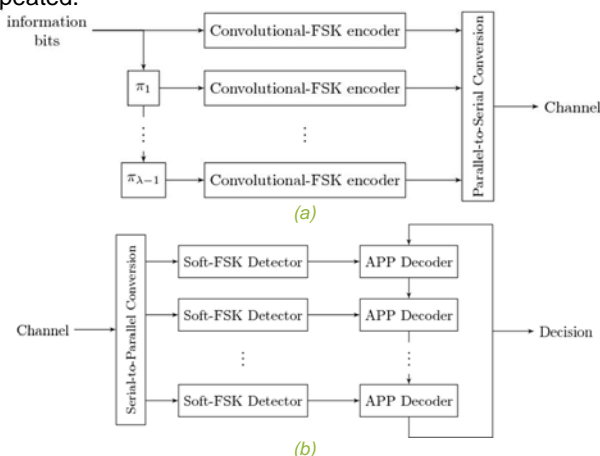 peated.
information
bits
Convolutional-FSK encoder
π1
Convolutional-FSK encoder
⋮
⋮
πλ−1
Convolutional-FSK encoder
Parallel-to-Serial Conversion
Channel
(a)
Channel
Serial-to-Parallel Conversion
Soft-FSK Detector
APP Decoder
Soft-FSK Detector
APP Decoder
⋮
⋮
Soft-FSK Detector
APP Decoder
Decision
(b)